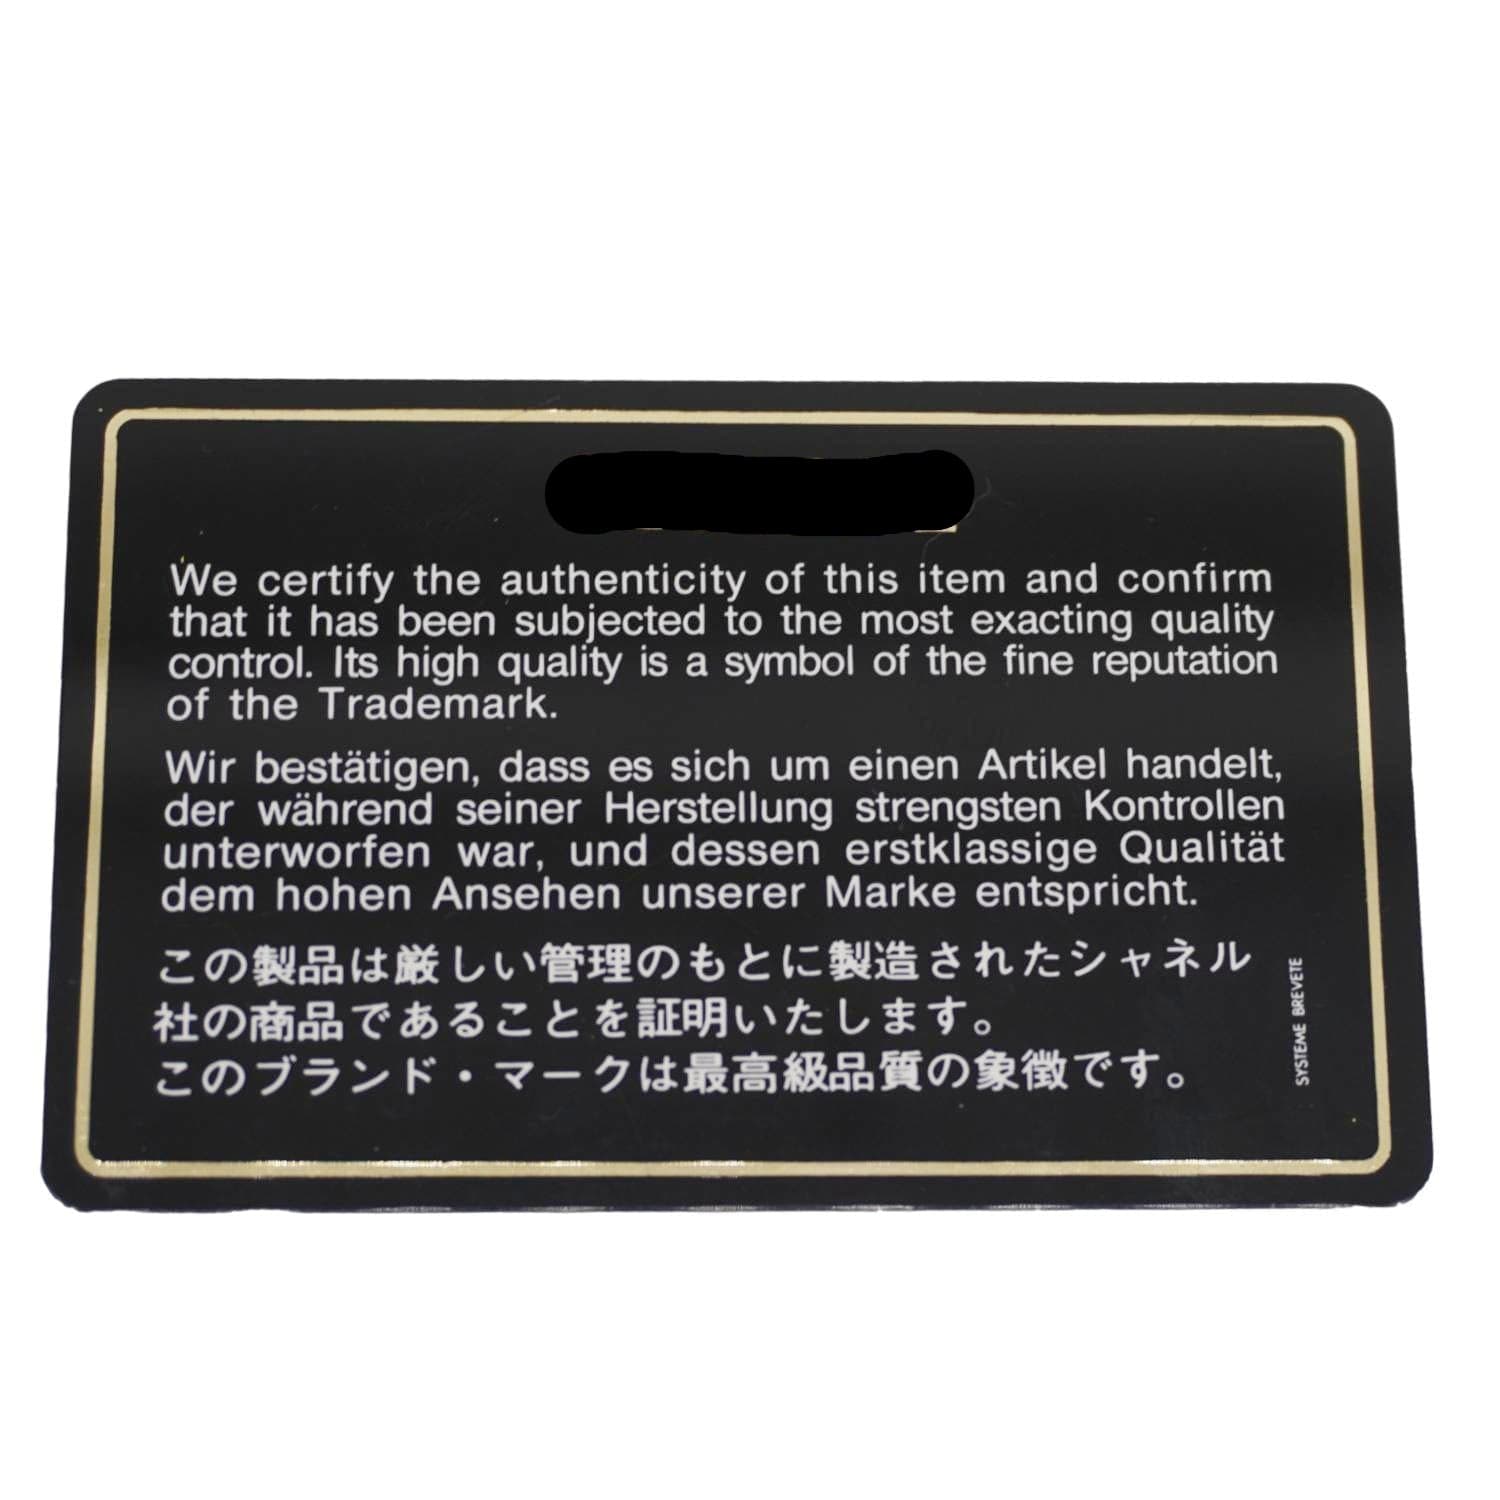 We certify the authenticity of this item and confirm
that it has been subjected to the most exacting quality
control. Its high quality is a symbol of the fine reputation
of the Trademark.
Wir bestätigen, dass es sich um einen Artikel handelt,
der während seiner Herstellung strengsten Kontrollen
unterworfen war, und dessen erstklassige Qualität
dem hohen Ansehen unserer Marke entspricht.
この製品は厳しい管理のもとに製造されたシャネル
社の商品であることを証明いたします。
このブランド・マークは最高級品質の象徴です。
SYSTEME BREVETE